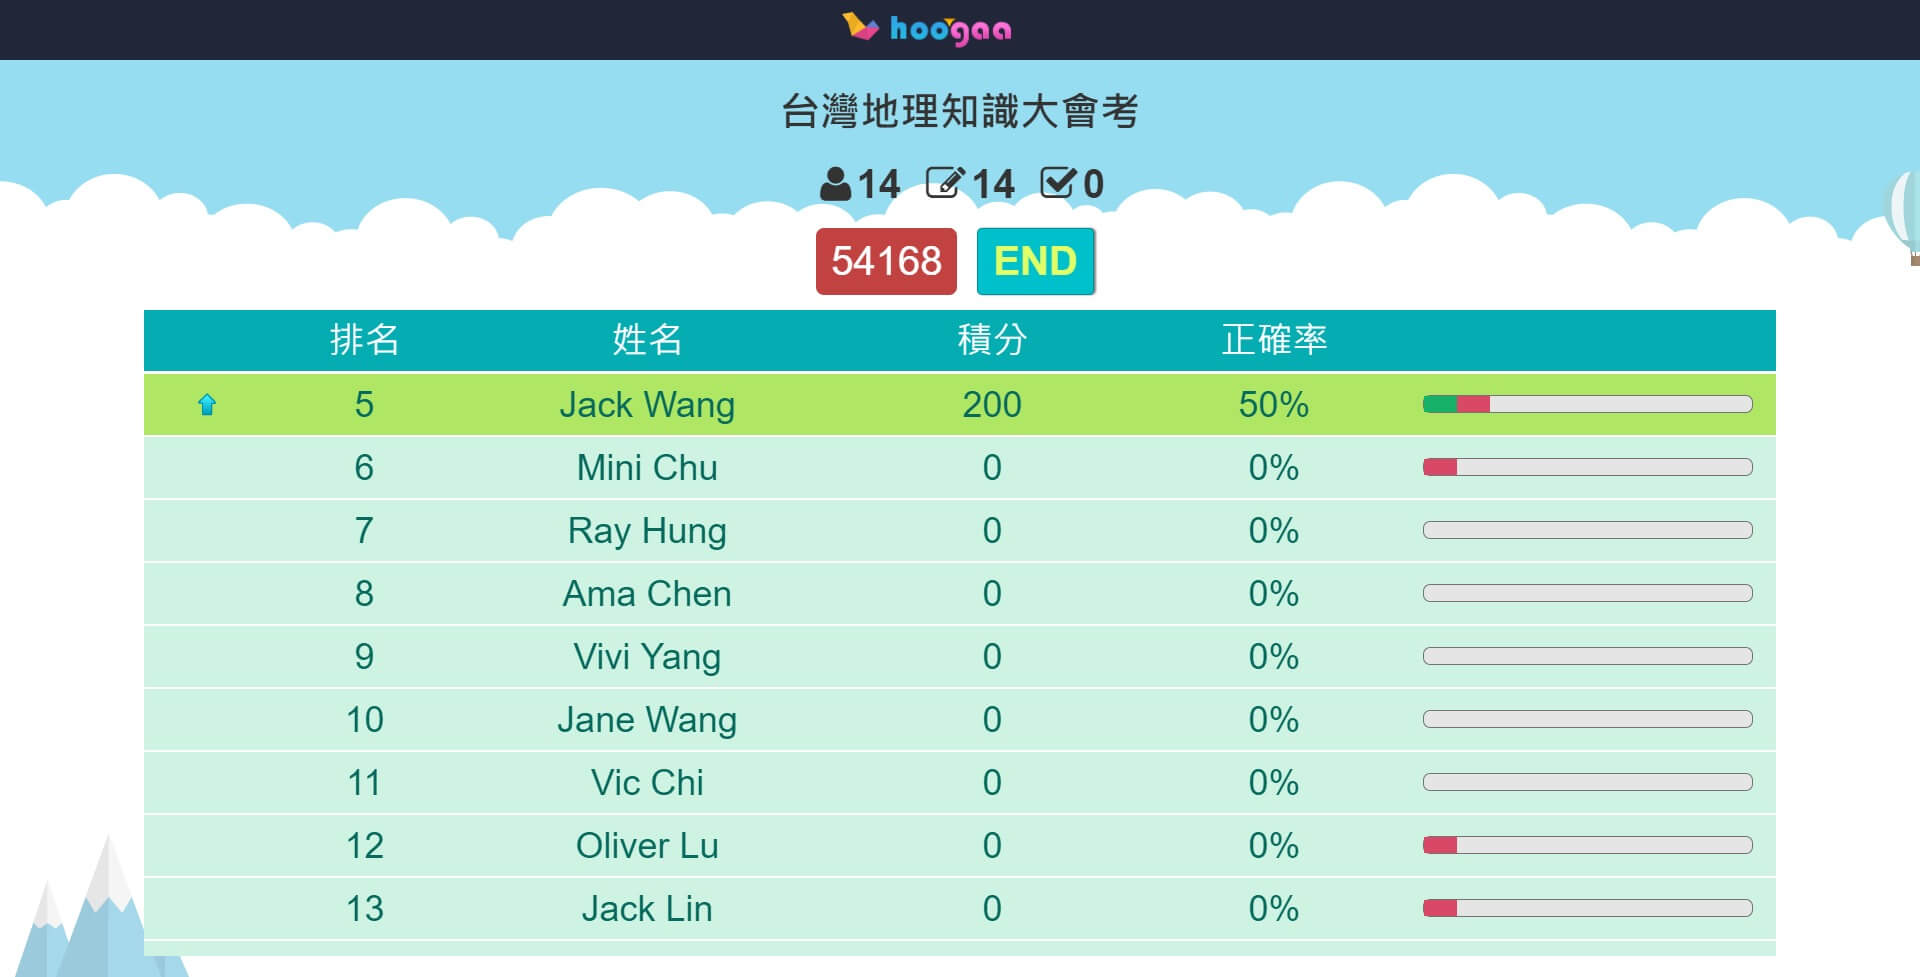 hoogaa
台灣地理知識大會考
14 14 0
54168 END
排名 姓名 積分 正確率
5 Jack Wang 200 50%
6 Mini Chu 0 0%
7 Ray Hung 0 0%
8 Ama Chen 0 0%
9 Vivi Yang 0 0%
10 Jane Wang 0 0%
11 Vic Chi 0 0%
12 Oliver Lu 0 0%
13 Jack Lin 0 0%